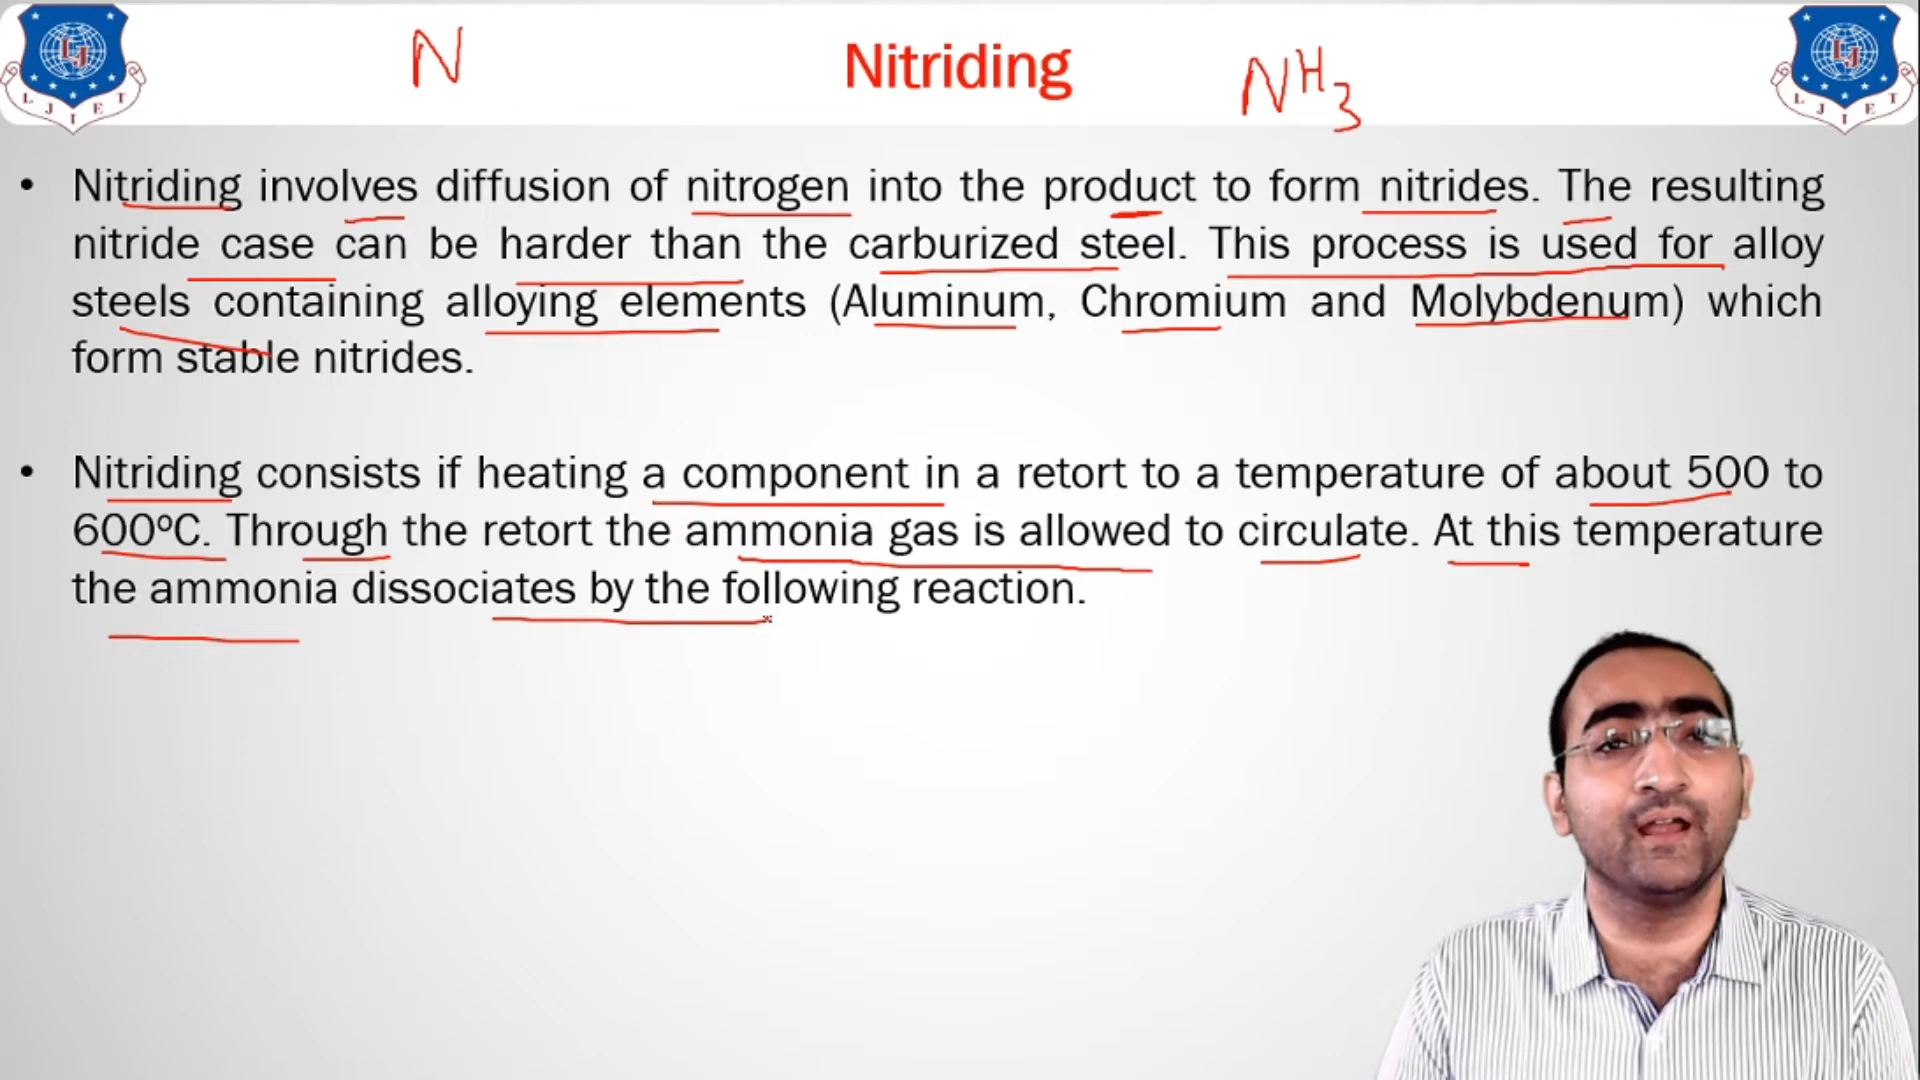 N
Nitriding
NH3
LJ
LJIET
LJ
LJIET
• Nitriding involves diffusion of nitrogen into the product to form nitrides. The resulting
nitride case can be harder than the carburized steel. This process is used for alloy
steels containing alloying elements (Aluminum, Chromium and Molybdenum) which
form stable nitrides.
• Nitriding consists if heating a component in a retort to a temperature of about 500 to
600ºC. Through the retort the ammonia gas is allowed to circulate. At this temperature
the ammonia dissociates by the following reaction.